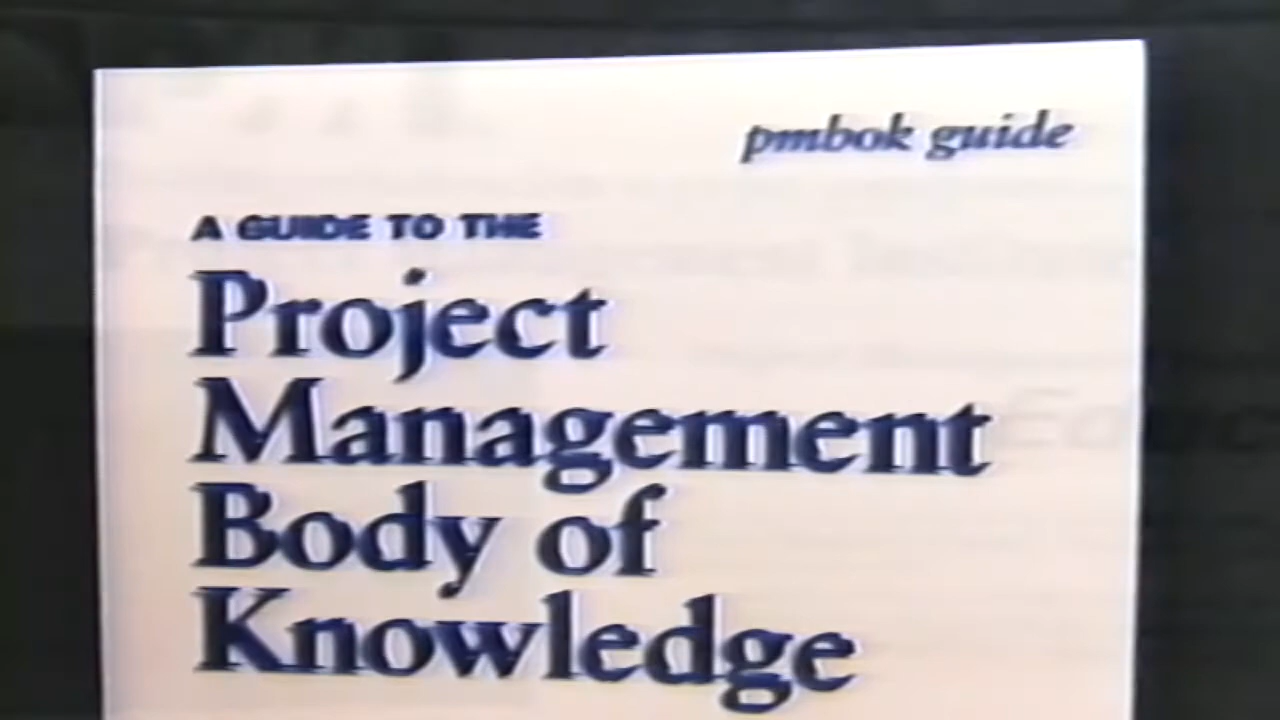 pmbok guide
A GUIDE TO THE
Project
Management
Body of
Knowledge